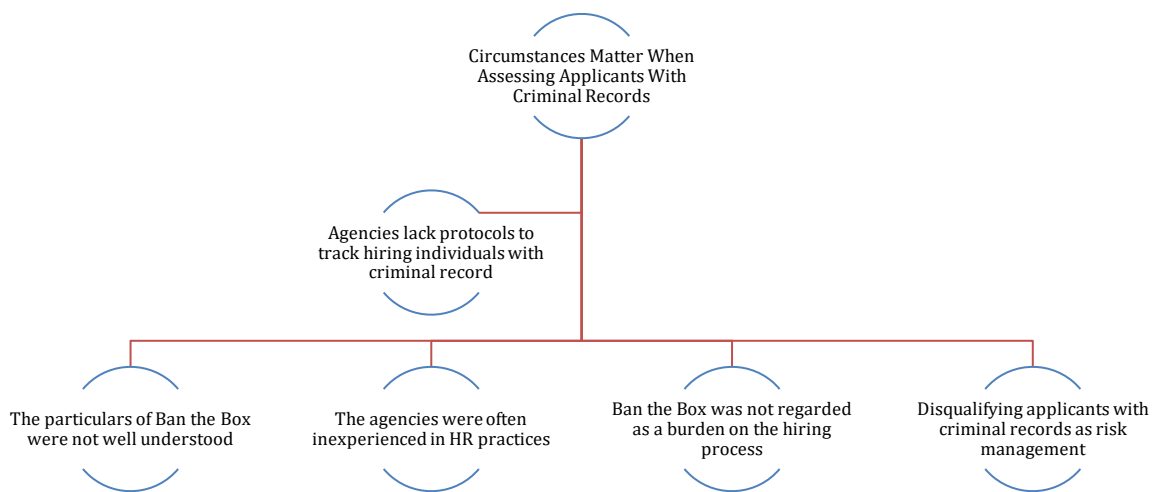 Circumstances Matter When
Assessing Applicants With
Criminal Records
Agencies lack protocols to
track hiring individuals with
criminal record
The particulars of Ban the Box
were not well understood
The agencies were often
inexperienced in HR practices
Ban the Box was not regarded
as a burden on the hiring
process
Disqualifying applicants with
criminal records as risk
management